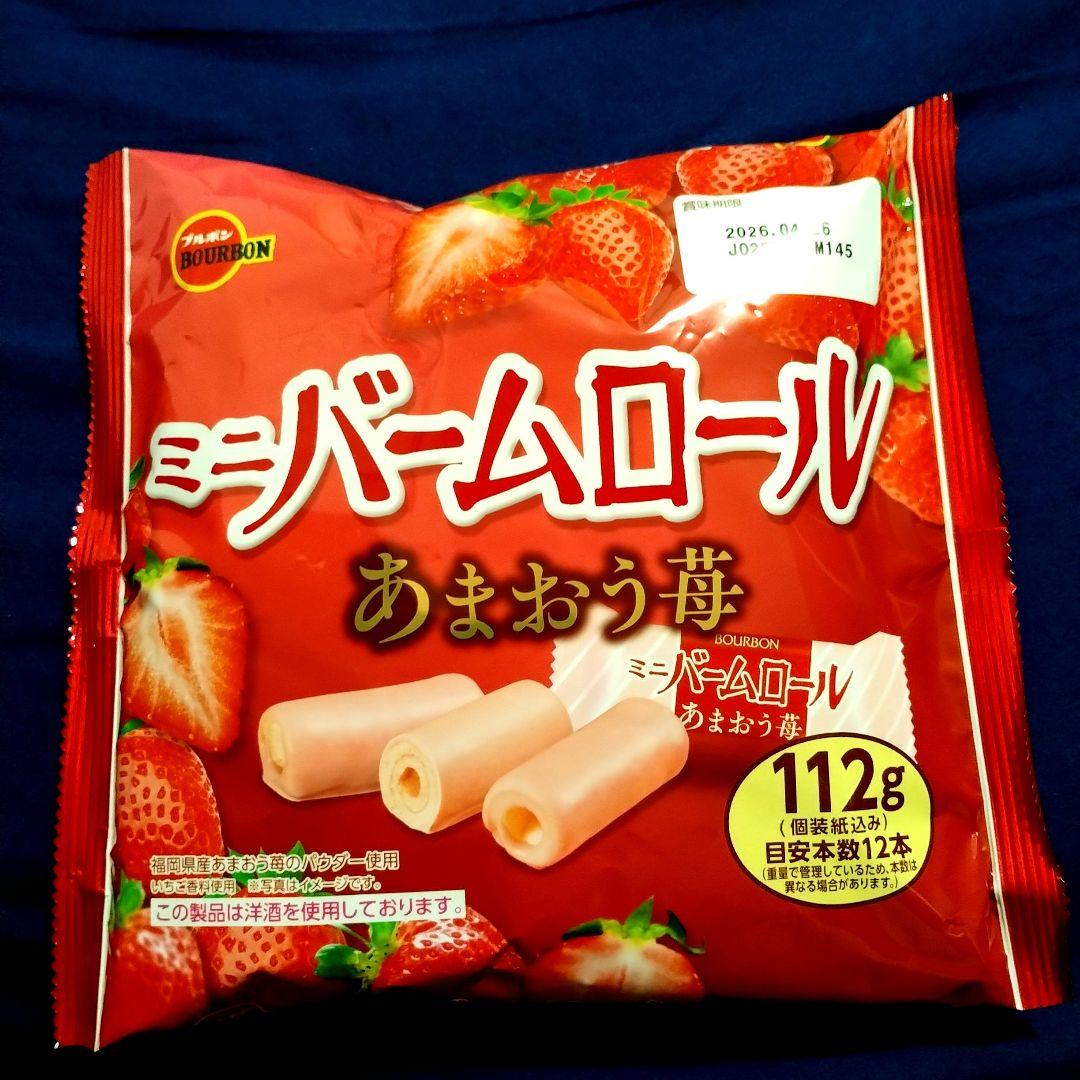 ブルボン
BOURBON
賞味期限
2026.04
M145
ミニバームロール
あまおう苺
BOURBON
ミニバームロール
あまおう苺
112g
(個装紙込み)
目安本数12本
(重量で管理しているため、本数は
異なる場合があります。)
福岡県産あまおう苺のパウダー使用
いちご香料使用 ※写真はイメージです。
この製品は洋酒を使用しております。